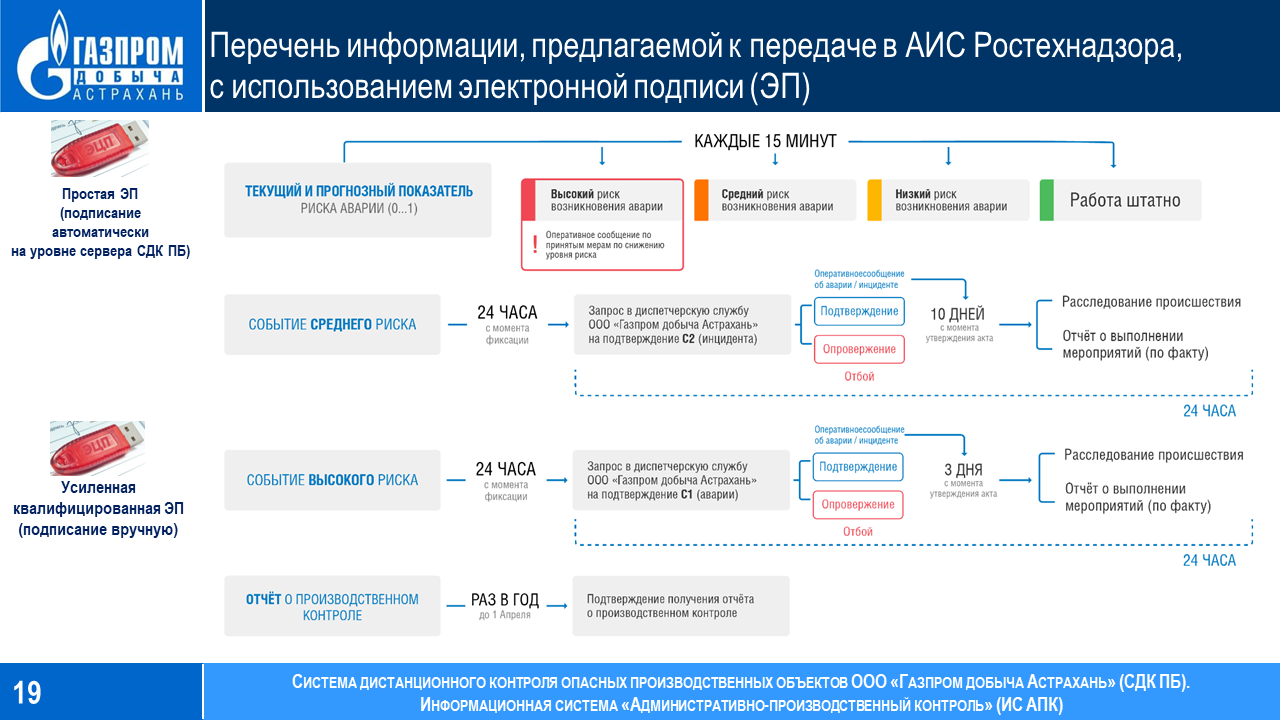 ГАЗПРОМ
ДОБЫЧА
АСТРАХАНЬ
Перечень информации, предлагаемой к передаче в АИС Ростехнадзора,
с использованием электронной подписи (ЭП)
Простая ЭП
(подписание
автоматически
на уровне сервера СДК ПБ)
КАЖДЫЕ 15 МИНУТ
ТЕКУЩИЙ И ПРОГНОЗНЫЙ ПОКАЗАТЕЛЬ
РИСКА АВАРИИ (0...1)
Высокий риск
возникновения аварии
! Оперативное сообщение по
принятым мерам по снижению
уровня риска
Средний риск
возникновения аварии
Низкий риск
возникновения аварии
Работа штатно
СОБЫТИЕ СРЕДНЕГО РИСКА
24 ЧАСА
с момента
фиксации
Запрос в диспетчерскую службу
ООО «Газпром добыча Астрахань»
на подтверждение С2 (инцидента)
Оперативноесообщение
об аварии / инциденте
Подтверждение
Опровержение
Отбой
10 ДНЕЙ
с момента
утверждения акта
Расследование происшествия
Отчёт о выполнении
мероприятий (по факту)
24 ЧАСА
Усиленная
квалифицированная ЭП
(подписание вручную)
СОБЫТИЕ ВЫСОКОГО РИСКА
24 ЧАСА
с момента
фиксации
Запрос в диспетчерскую службу
ООО «Газпром добыча Астрахань»
на подтверждение С1 (аварии)
Оперативноесообщение
об аварии / инциденте
Подтверждение
Опровержение
Отбой
3 ДНЯ
с момента
утверждения акта
Расследование происшествия
Отчёт о выполнении
мероприятий (по факту)
24 ЧАСА
ОТЧЁТ О ПРОИЗВОДСТВЕННОМ
КОНТРОЛЕ
РАЗ В ГОД
до 1 Апреля
Подтверждение получения отчёта
о производственном контроле
19
СИСТЕМА ДИСТАНЦИОННОГО КОНТРОЛЯ ОПАСНЫХ ПРОИЗВОДСТВЕННЫХ ОБЪЕКТОВ ООО «ГАЗПРОМ ДОБЫЧА АСТРАХАНЬ» (СДК ПБ).
ИНФОРМАЦИОННАЯ СИСТЕМА «АДМИНИСТРАТИВНО-ПРОИЗВОДСТВЕННЫЙ КОНТРОЛЬ» (ИС АПК)